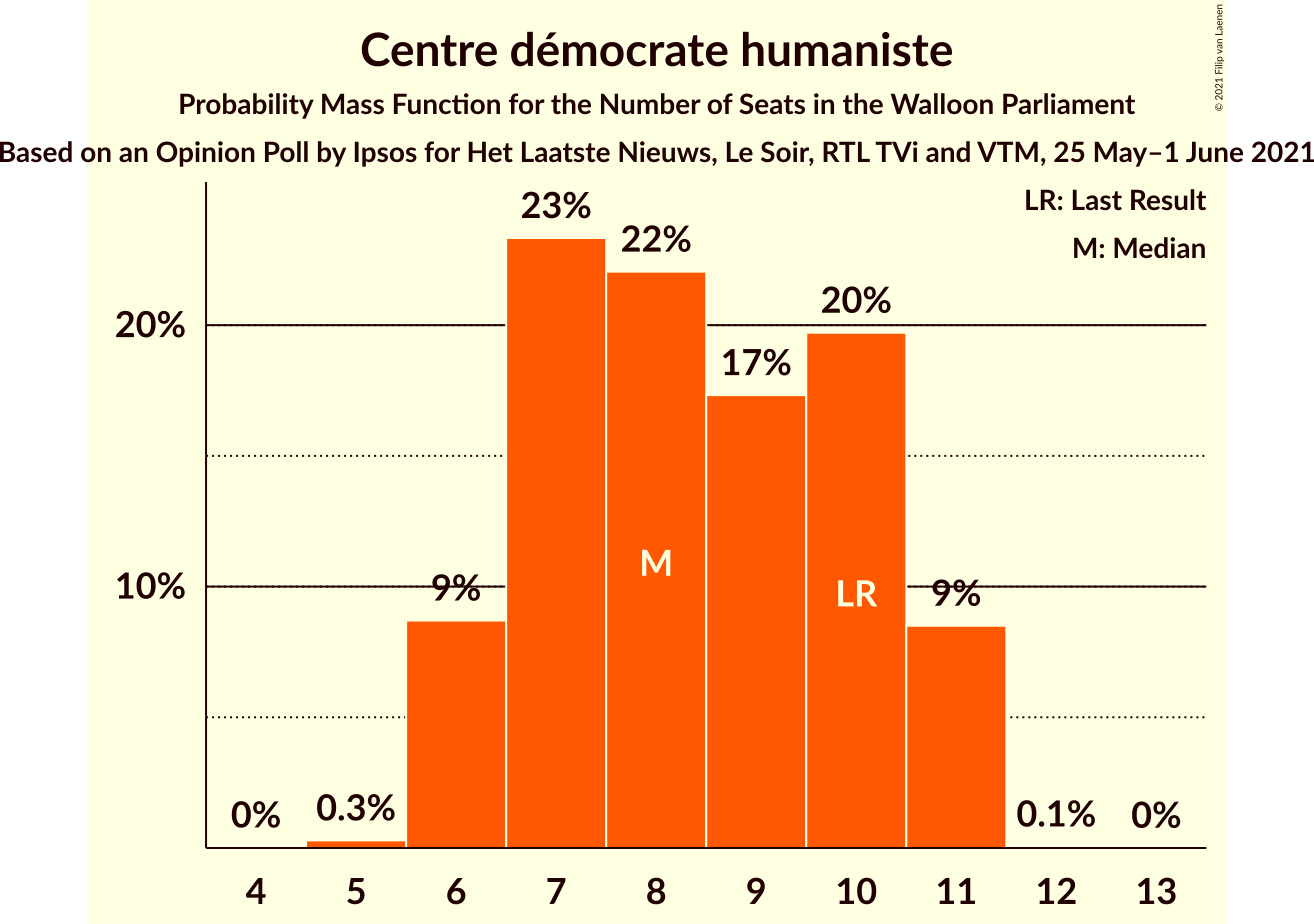 Centre démocrate humaniste
Probability Mass Function for the Number of Seats in the Walloon Parliament
Based on an Opinion Poll by Ipsos for Het Laatste Nieuws, Le Soir, RTL TVi and VTM, 25 May–1 June 2021
© 2021 Filip van Laenen
LR: Last Result
M: Median
23%
22%
20%
17%
20%
10%
9%
9%
M
LR
0%
0.3%
0.1%
0%
4 5 6 7 8 9 10 11 12 13